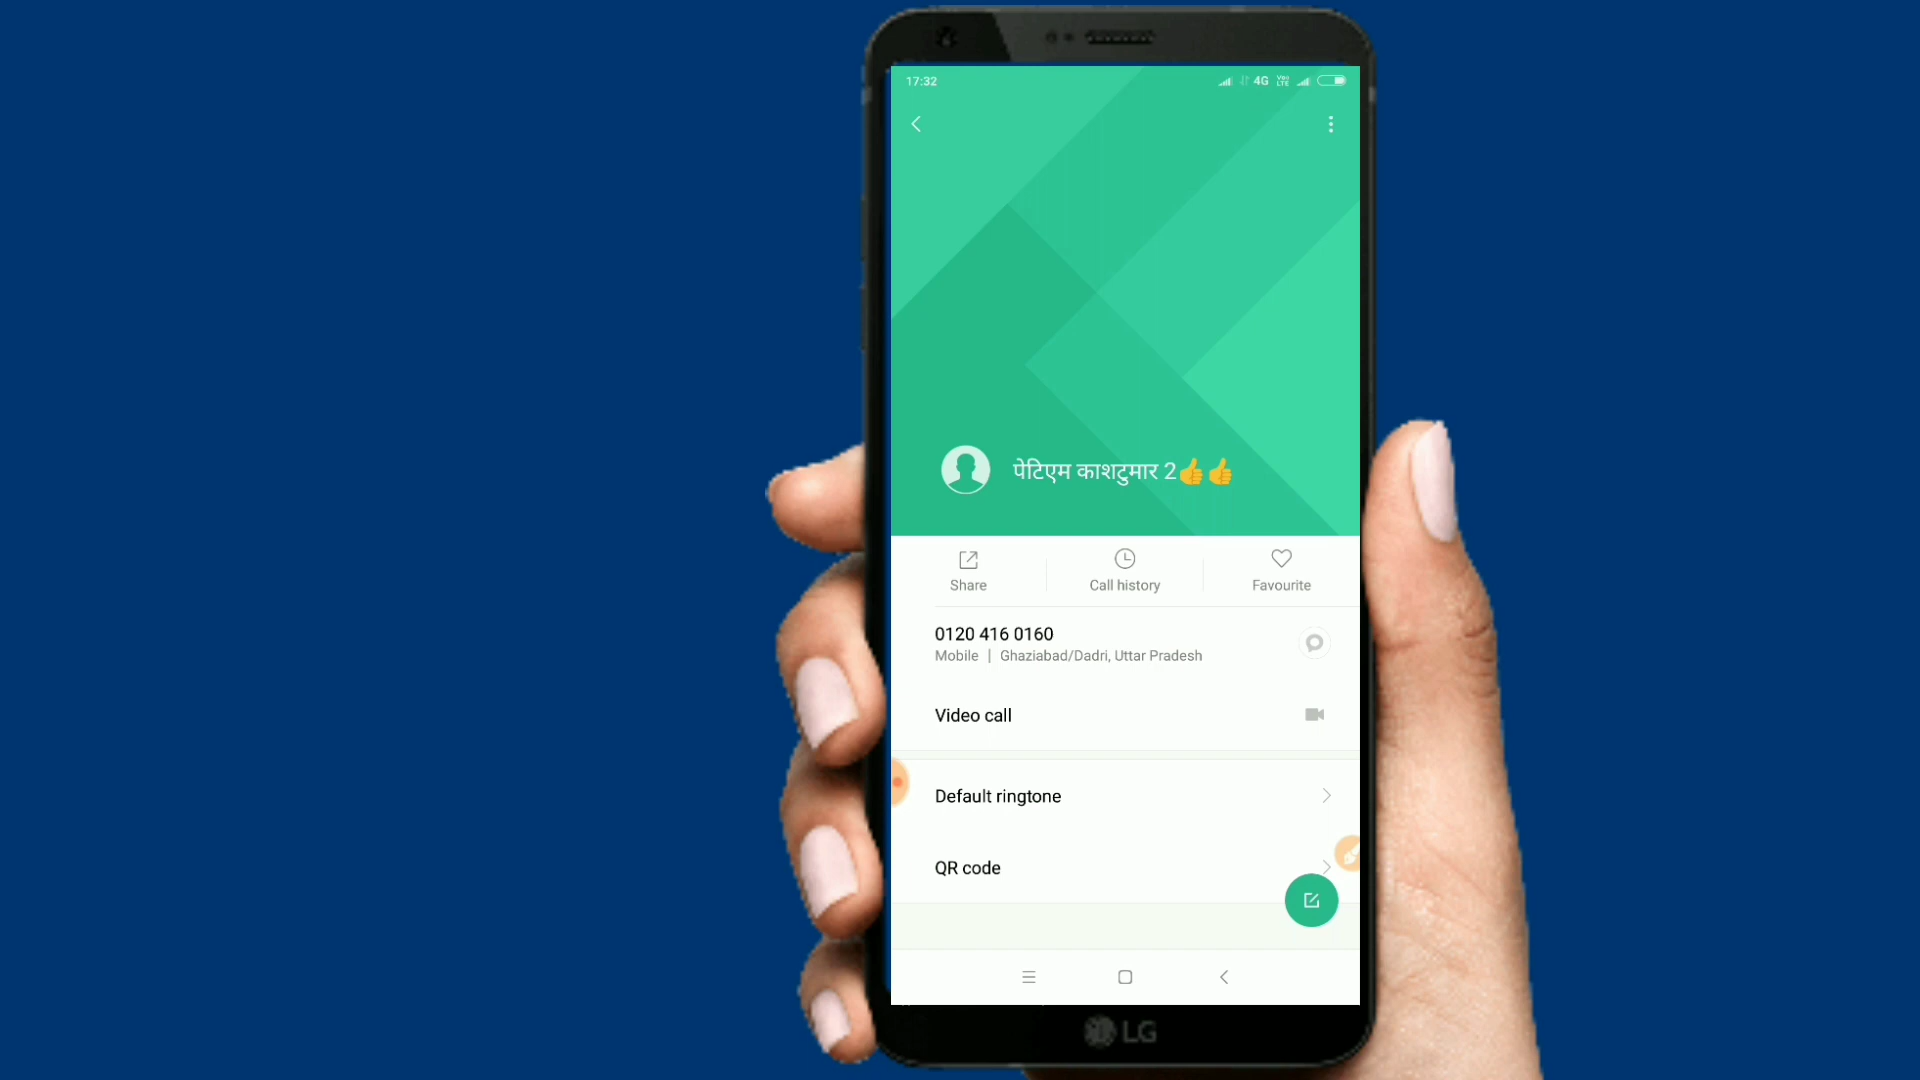 17:32
4G VoLTE
पेटिएम काशटुमार 2👍👍
Share
Call history
Favourite
0120 416 0160
Mobile | Ghaziabad/Dadri, Uttar Pradesh
Video call
Default ringtone
QR code
LG